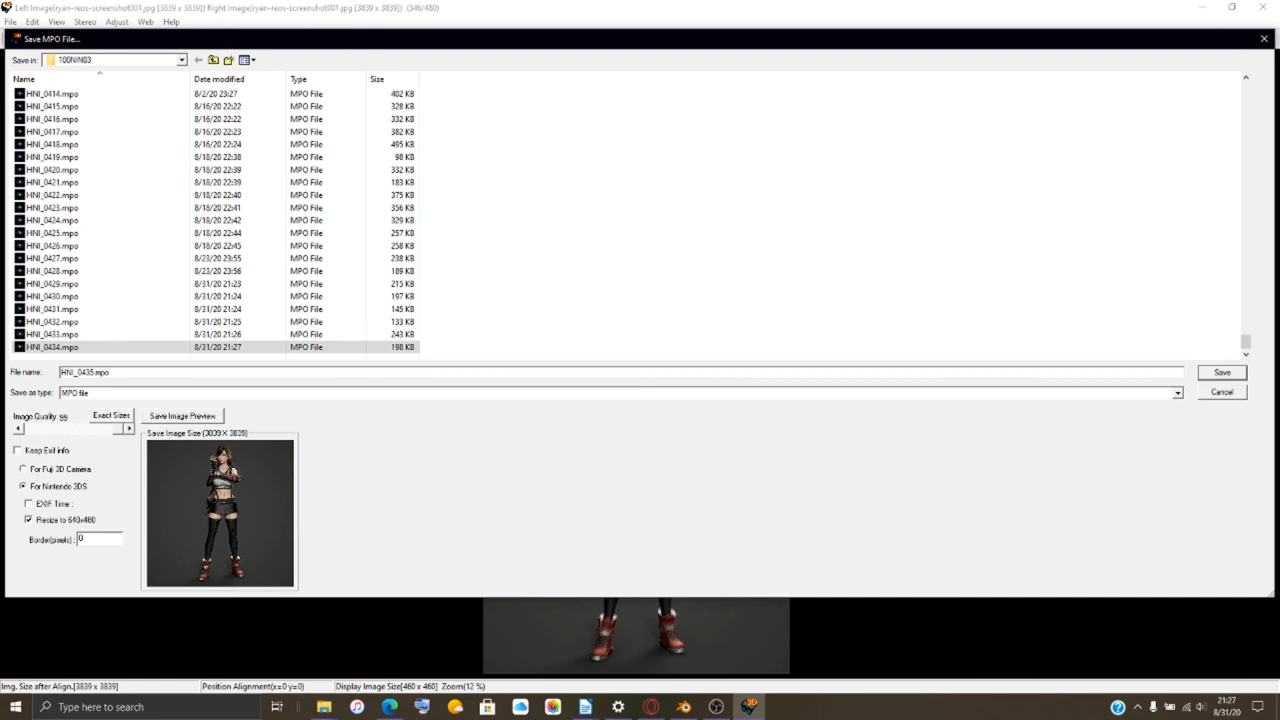 Left Image(ryan-reos-screenshot001.jpg [3839 x 3839]) Right Image(ryan-reos-screenshot001.jpg [3839 x 3839]) (346/480)
File Edit View Stereo Adjust Web Help
Save MPO File...
Save in: 100NIN03
Name Date modified Type Size
HNI_0414.mpo 8/2/20 23:27 MPO File 402 KB
HNI_0415.mpo 8/16/20 22:22 MPO File 328 KB
HNI_0416.mpo 8/16/20 22:22 MPO File 332 KB
HNI_0417.mpo 8/16/20 22:23 MPO File 382 KB
HNI_0418.mpo 8/16/20 22:24 MPO File 495 KB
HNI_0419.mpo 8/18/20 22:38 MPO File 98 KB
HNI_0420.mpo 8/18/20 22:39 MPO File 332 KB
HNI_0421.mpo 8/18/20 22:39 MPO File 183 KB
HNI_0422.mpo 8/18/20 22:40 MPO File 375 KB
HNI_0423.mpo 8/18/20 22:41 MPO File 356 KB
HNI_0424.mpo 8/18/20 22:42 MPO File 329 KB
HNI_0425.mpo 8/18/20 22:44 MPO File 257 KB
HNI_0426.mpo 8/18/20 22:45 MPO File 258 KB
HNI_0427.mpo 8/23/20 23:55 MPO File 238 KB
HNI_0428.mpo 8/23/20 23:56 MPO File 189 KB
HNI_0429.mpo 8/31/20 21:23 MPO File 215 KB
HNI_0430.mpo 8/31/20 21:24 MPO File 197 KB
HNI_0431.mpo 8/31/20 21:24 MPO File 145 KB
HNI_0432.mpo 8/31/20 21:25 MPO File 133 KB
HNI_0433.mpo 8/31/20 21:26 MPO File 243 KB
HNI_0434.mpo 8/31/20 21:27 MPO File 198 KB
File name: HNI_0435.mpo Save
Save as type: MPO file Cancel
Image Quality: 99 Exact Sizes Save Image Preview
Save Image Size (3839 X 3839)
Keep Exif info.
For Fuji 3D Camera
For Nintendo 3DS
EXIF Time :
Resize to 640x480
Border(pixels) : 0
Img. Size after Align.[3839 x 3839] Position Alignment(x=0 y=0) Display Image Size[460 x 460] Zoom(12 %)
Type here to search
21:27
8/31/20